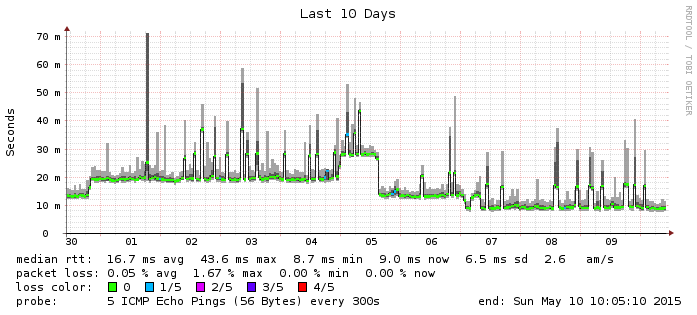 Last 10 Days
RRDTOOL / TOBI OETIKER
Seconds
70 m
60 m
50 m
40 m
30 m
20 m
10 m
0
30 01 02 03 04 05 06 07 08 09
median rtt: 16.7 ms avg 43.6 ms max 8.7 ms min 9.0 ms now 6.5 ms sd 2.6 am/s
packet loss: 0.05 % avg 1.67 % max 0.00 % min 0.00 % now
loss color: 0 1/5 2/5 3/5 4/5
probe: 5 ICMP Echo Pings (56 Bytes) every 300s end: Sun May 10 10:05:10 2015